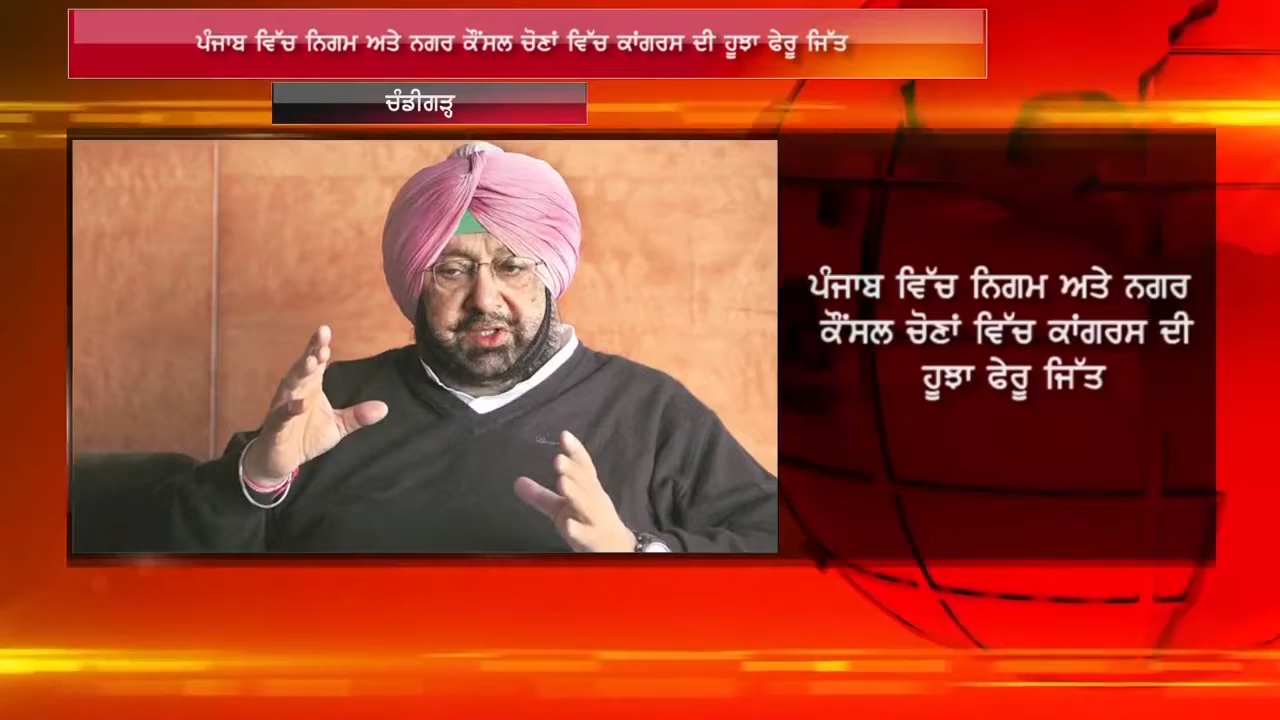 ਪੰਜਾਬ ਵਿੱਚ ਨਿਗਮ ਅਤੇ ਨਗਰ ਕੌਂਸਲ ਚੋਣਾਂ ਵਿੱਚ ਕਾਂਗਰਸ ਦੀ ਹੂਝਾ ਫੇਰੂ ਜਿੱਤ
ਚੰਡੀਗੜ੍ਹ
ਪੰਜਾਬ ਵਿੱਚ ਨਿਗਮ ਅਤੇ ਨਗਰ
ਕੌਂਸਲ ਚੋਣਾਂ ਵਿੱਚ ਕਾਂਗਰਸ ਦੀ
ਹੂਝਾ ਫੇਰੂ ਜਿੱਤ